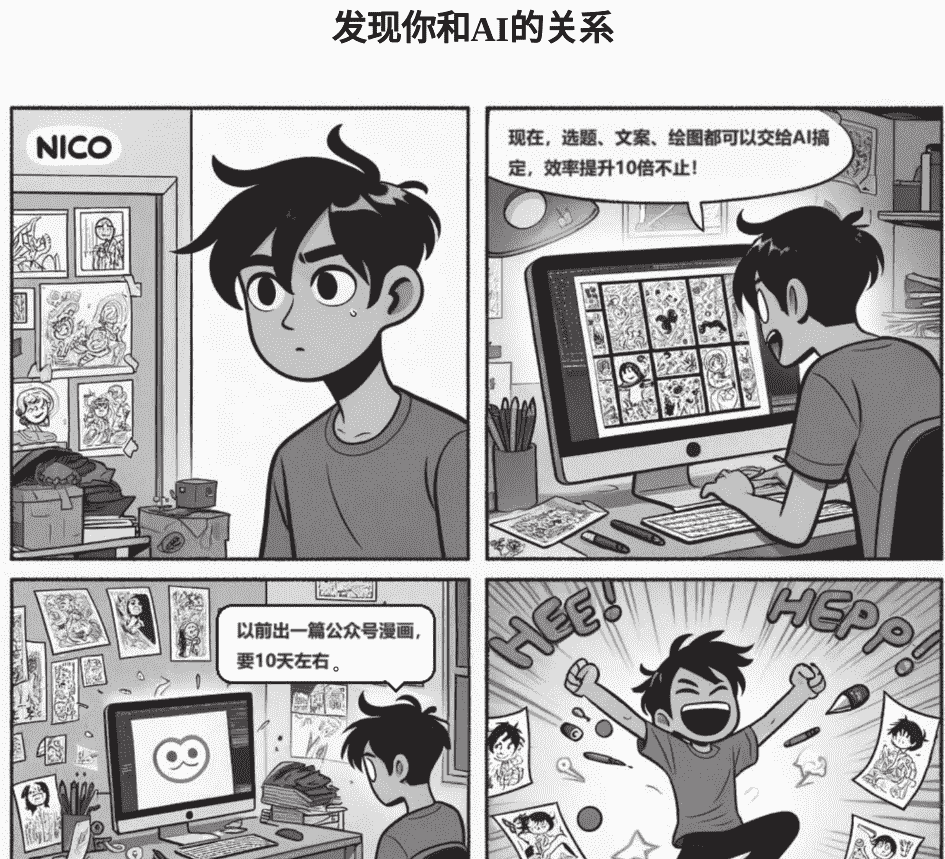 发现你和AI的关系
NICO
现在，选题、文案、绘图都可以交给AI搞
定，效率提升10倍不止！
以前出一篇公众号漫画，
要10天左右。
HEE!
HEPP!